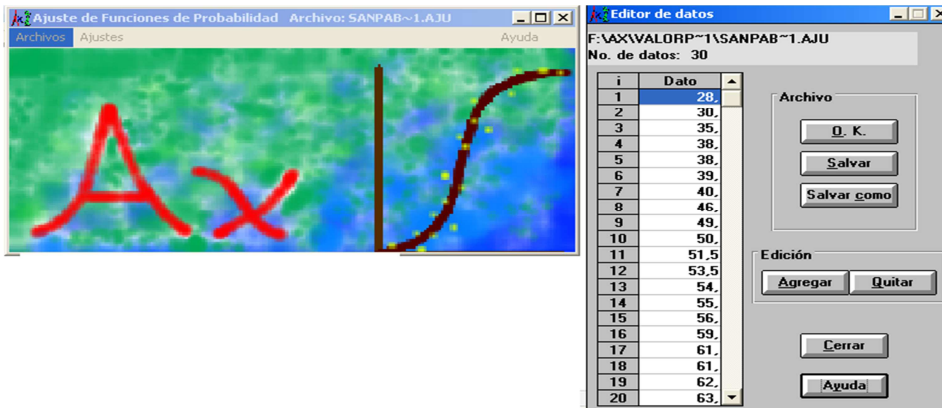 Ajuste de Funciones de Probabilidad Archivo: SANPAB~1.AJU
Archivos Ajustes Ayuda
Ax
Editor de datos
F:\AX\VALORP~1\SANPAB~1.AJU
No. de datos: 30
i Dato
1 28,
2 30,
3 35,
4 38,
5 38,
6 39,
7 40,
8 46,
9 49,
10 50,
11 51,5
12 53,5
13 54,
14 55,
15 56,
16 59,
17 61,
18 61,
19 62,
20 63,
Archivo
O. K.
Salvar
Salvar como
Edición
Agregar Quitar
Cerrar
Ayuda